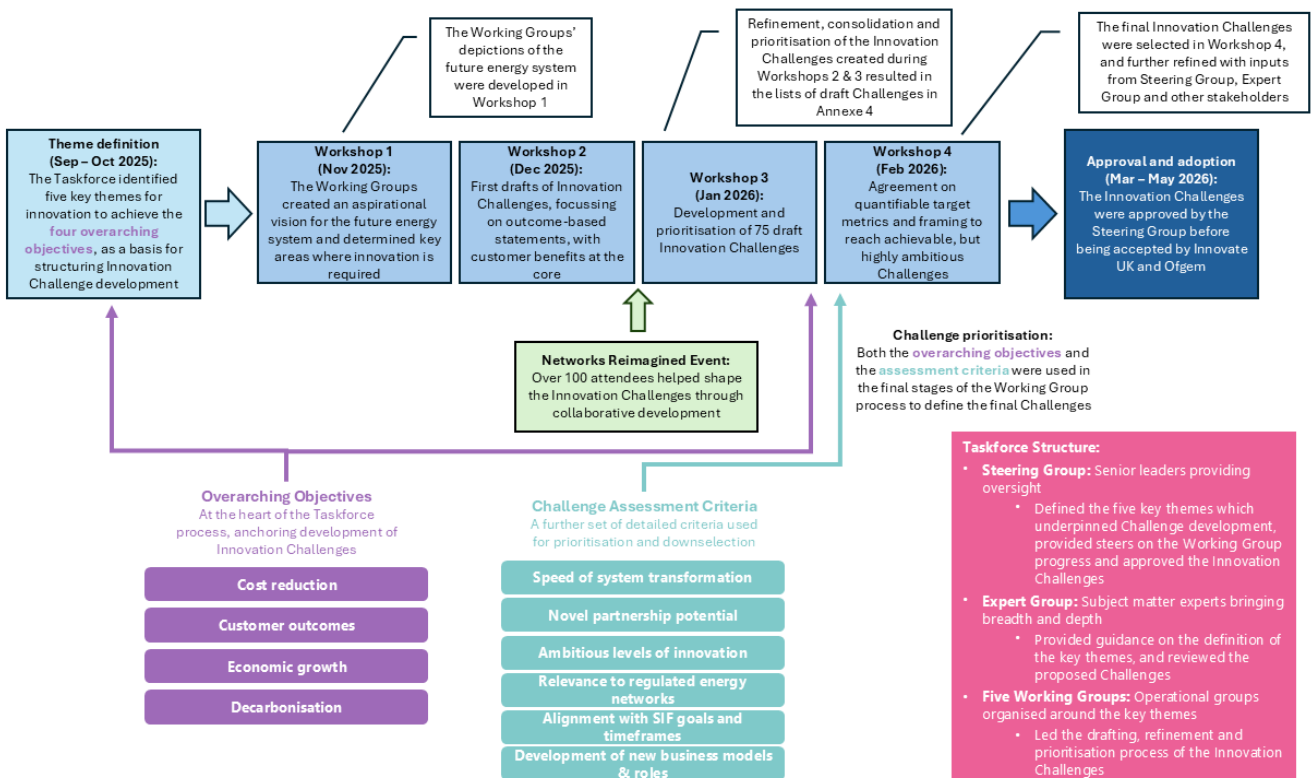 The Working Groups'
depictions of the
future energy system
were developed in
Workshop 1
Refinement, consolidation and
prioritisation of the Innovation
Challenges created during
Workshops 2 & 3 resulted in
the lists of draft Challenges in
Annexe 4
The final Innovation Challenges
were selected in Workshop 4,
and further refined with inputs
from Steering Group, Expert
Group and other stakeholders
Theme definition
(Sep – Oct 2025):
The Taskforce identified
five key themes for
innovation to achieve the
four overarching
objectives, as a basis for
structuring Innovation
Challenge development
Workshop 1
(Nov 2025):
The Working Groups
created an aspirational
vision for the future energy
system and determined key
areas where innovation is
required
Workshop 2
(Dec 2025):
First drafts of Innovation
Challenges, focussing on
outcome-based
statements, with
customer benefits at the
core
Workshop 3
(Jan 2026):
Development and
prioritisation of 75 draft
Innovation Challenges
Workshop 4
(Feb 2026):
Agreement on
quantifiable target
metrics and framing to
reach achievable, but
highly ambitious
Challenges
Approval and adoption
(Mar – May 2026):
The Innovation Challenges
were approved by the
Steering Group before
being accepted by Innovate
UK and Ofgem
Networks Reimagined Event:
Over 100 attendees helped shape
the Innovation Challenges through
collaborative development
Challenge prioritisation:
Both the overarching objectives and
the assessment criteria were used in
the final stages of the Working Group
process to define the final Challenges
Overarching Objectives
At the heart of the Taskforce
process, anchoring development of
Innovation Challenges
Cost reduction
Customer outcomes
Economic growth
Decarbonisation
Challenge Assessment Criteria
A further set of detailed criteria used
for prioritisation and downselection
Speed of system transformation
Novel partnership potential
Ambitious levels of innovation
Relevance to regulated energy
networks
Alignment with SIF goals and
timeframes
Development of new business models
& roles
Taskforce Structure:
• Steering Group: Senior leaders providing
oversight
• Defined the five key themes which
underpinned Challenge development,
provided steers on the Working Group
progress and approved the Innovation
Challenges
• Expert Group: Subject matter experts bringing
breadth and depth
• Provided guidance on the definition of
the key themes, and reviewed the
proposed Challenges
• Five Working Groups: Operational groups
organised around the key themes
• Led the drafting, refinement and
prioritisation process of the Innovation
Challenges